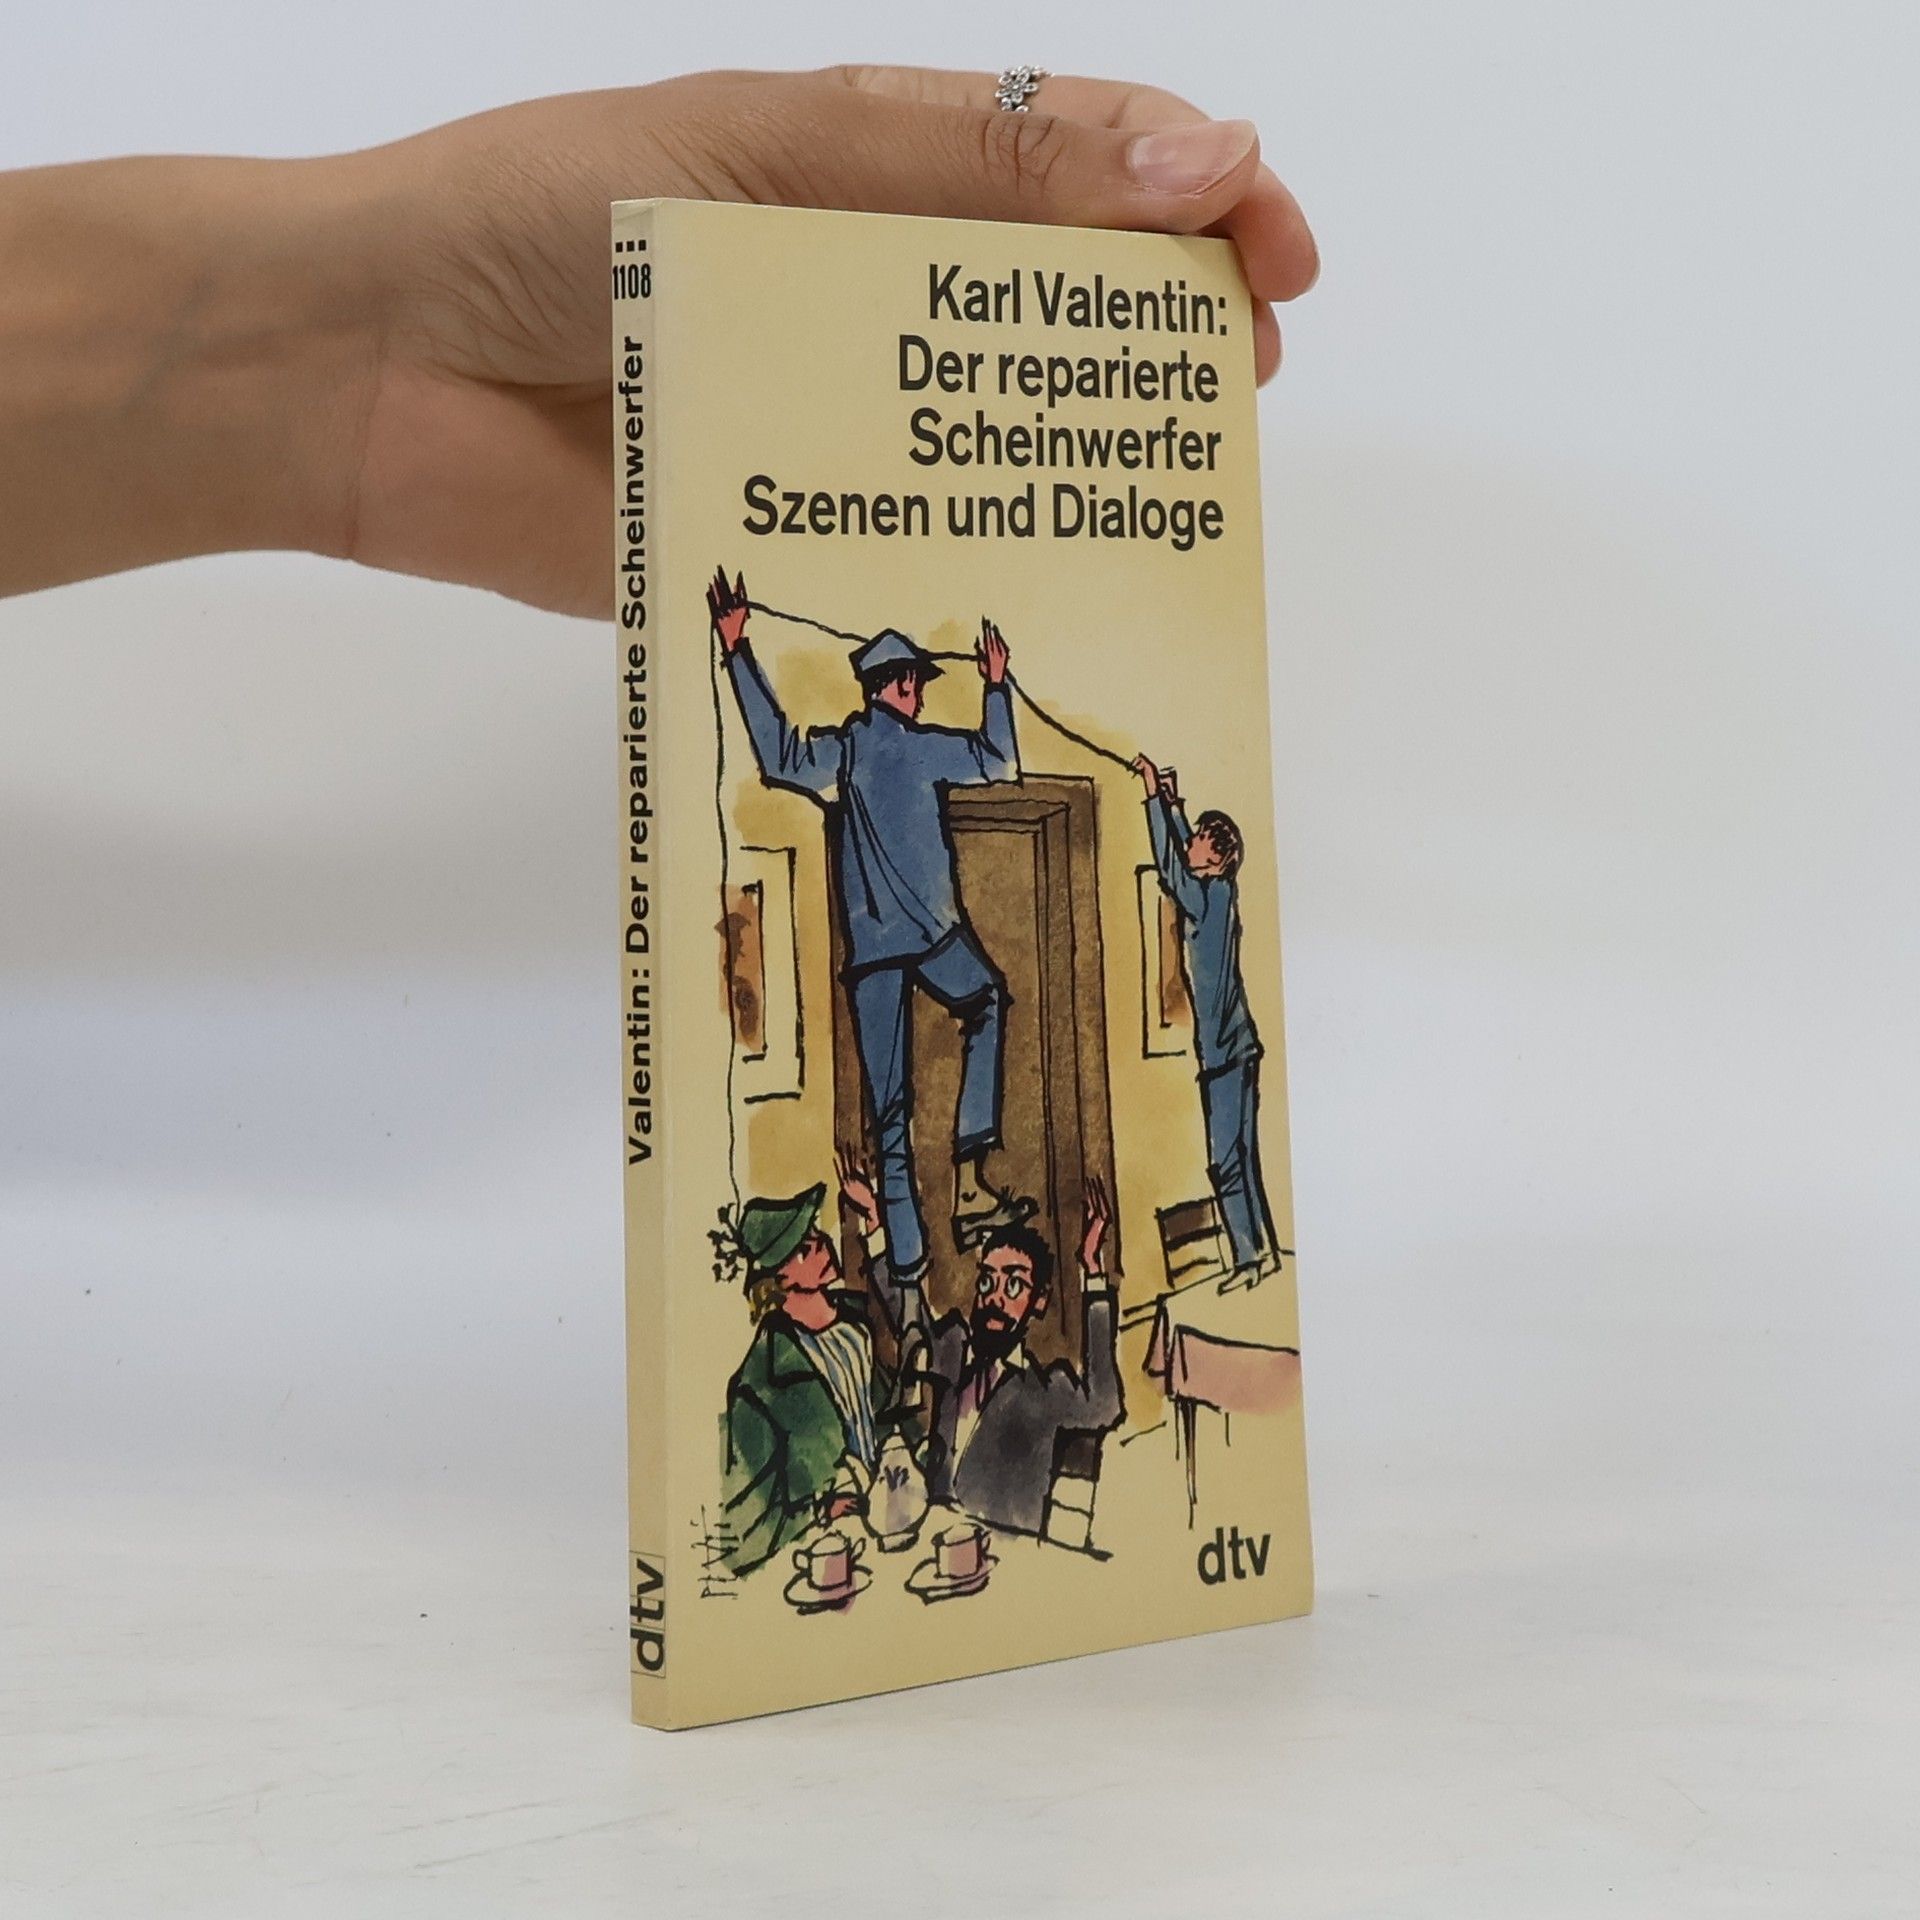 1108
Valentin: Der reparierte Scheinwerfer
dtv
Karl Valentin:
Der reparierte
Scheinwerfer
Szenen und Dialoge
dtv